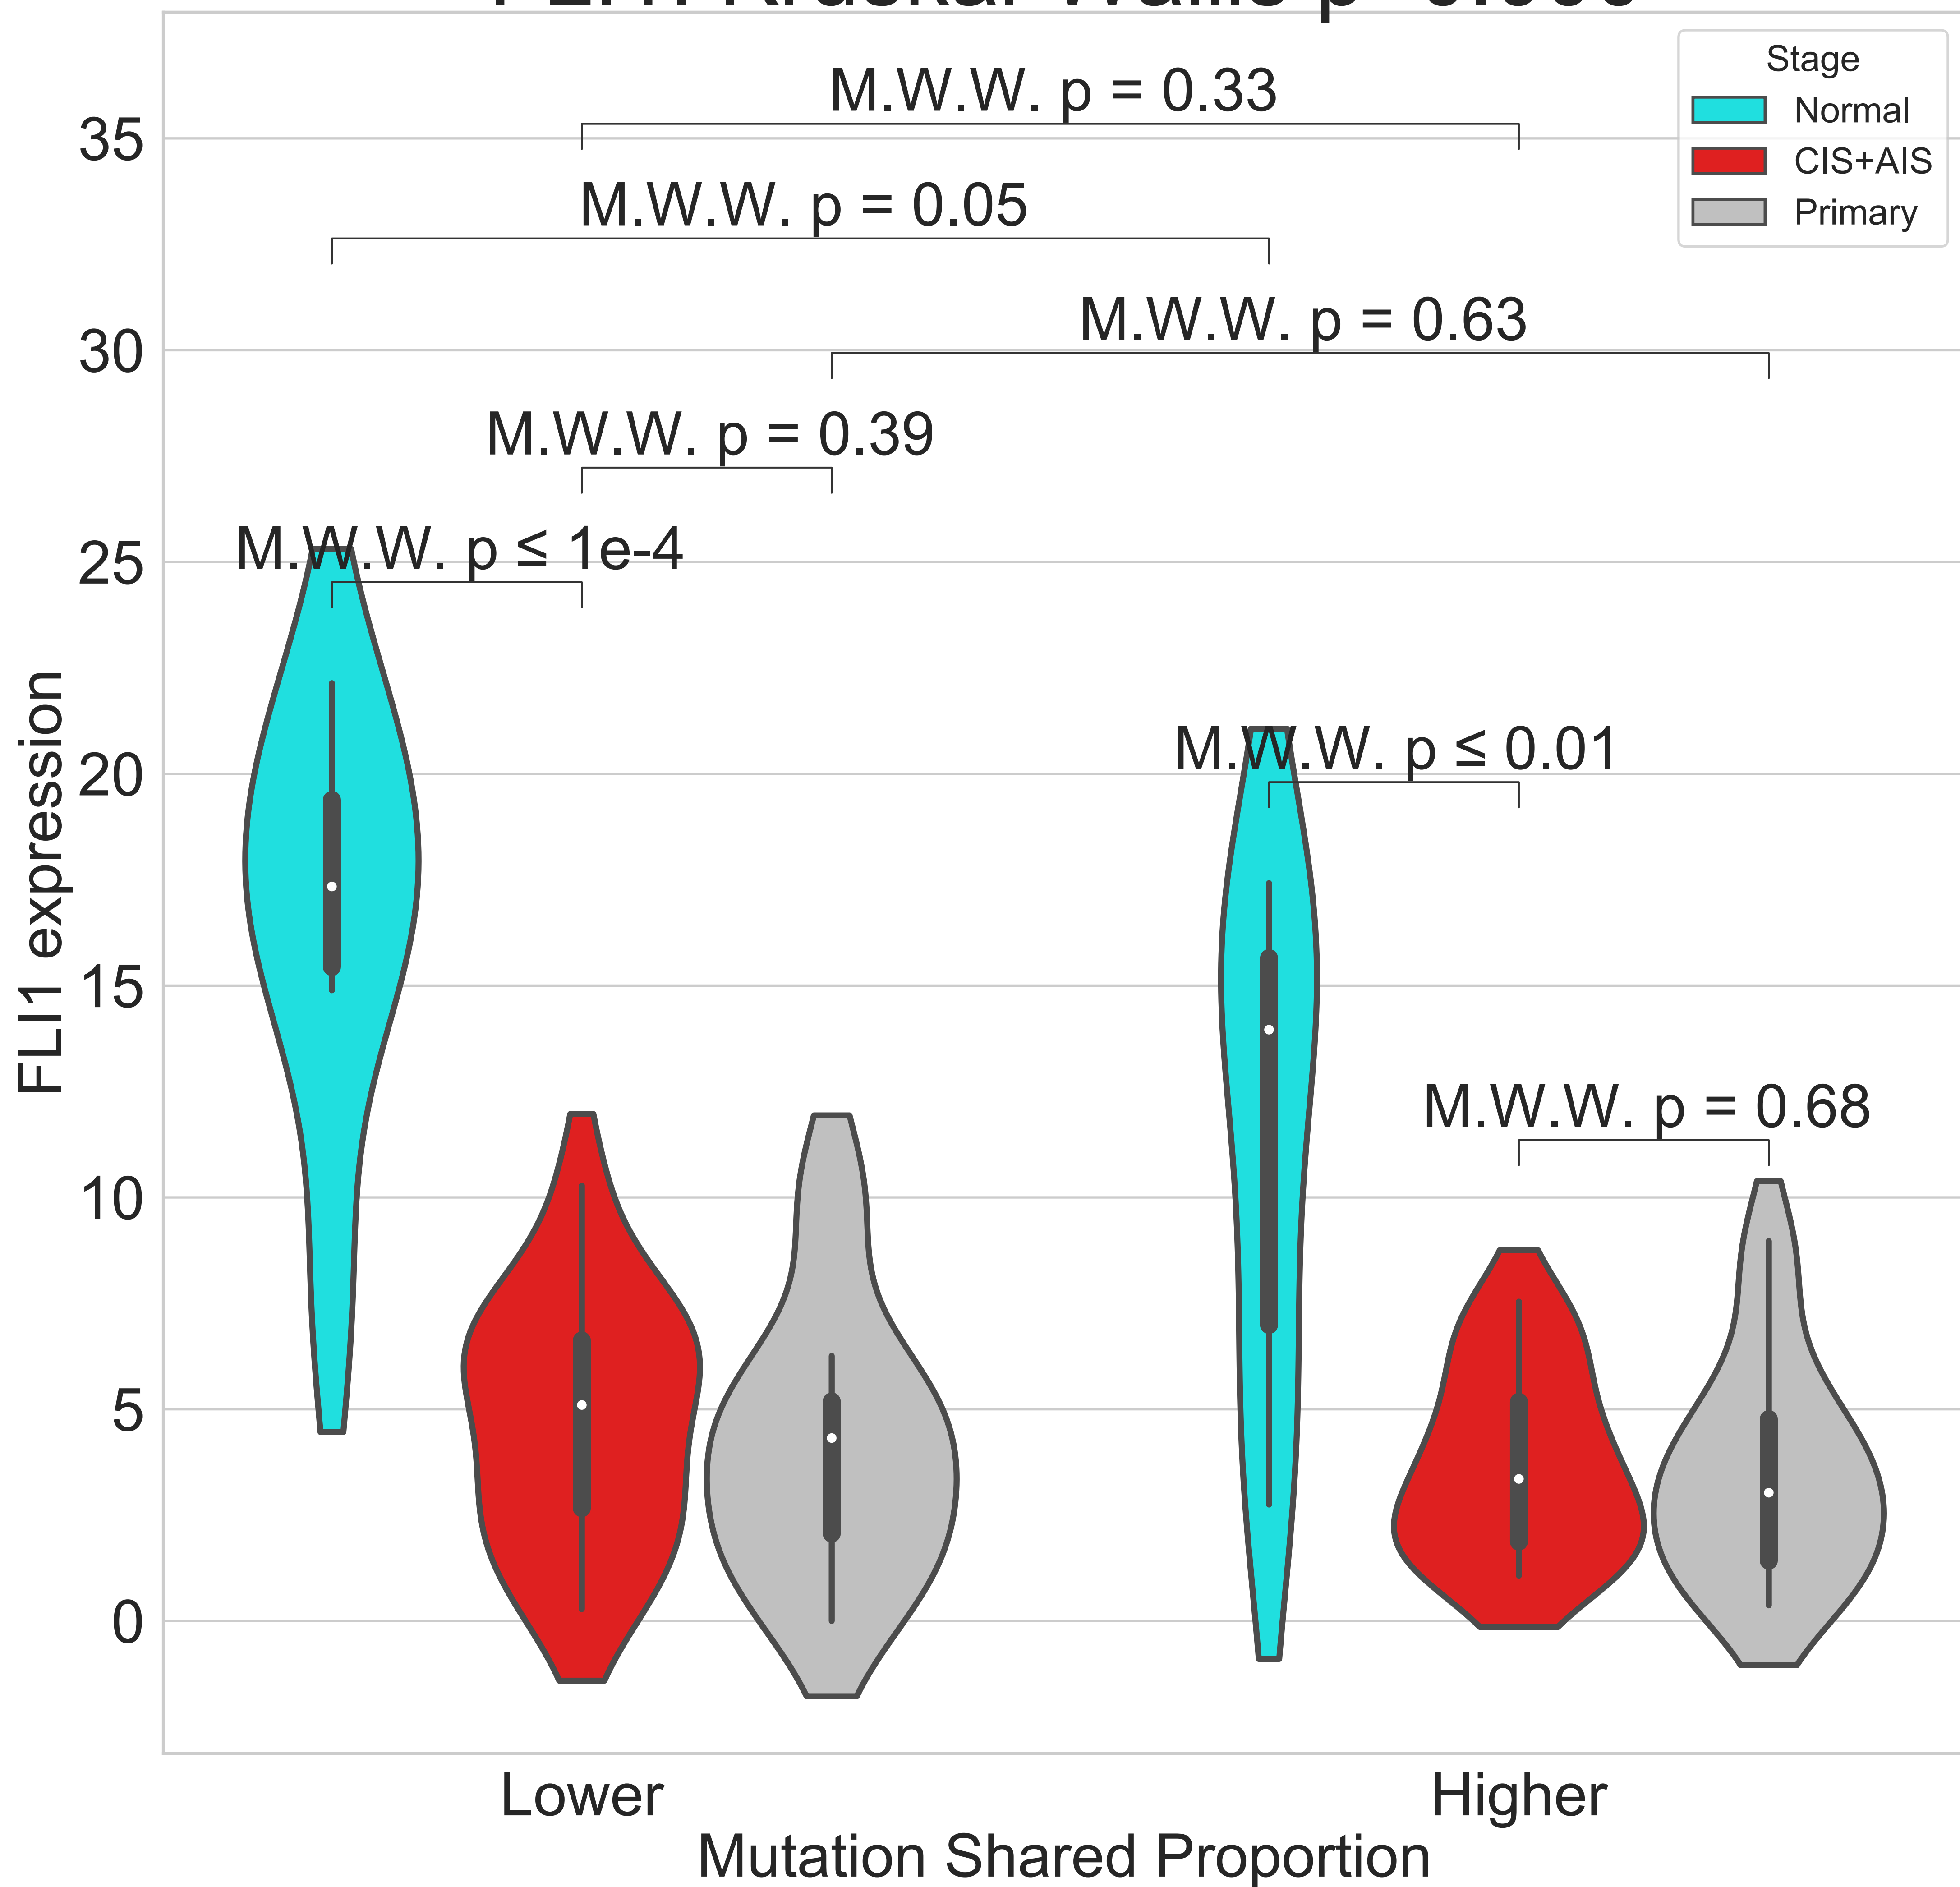 Stage
Normal
CIS+AIS
Primary
M.W.W. p = 0.33
M.W.W. p = 0.05
M.W.W. p = 0.63
M.W.W. p = 0.39
M.W.W. p ≤ 1e-4
M.W.W. p ≤ 0.01
M.W.W. p = 0.68
35
30
25
20
15
10
5
0
FLI1 expression
Lower
Higher
Mutation Shared Proportion